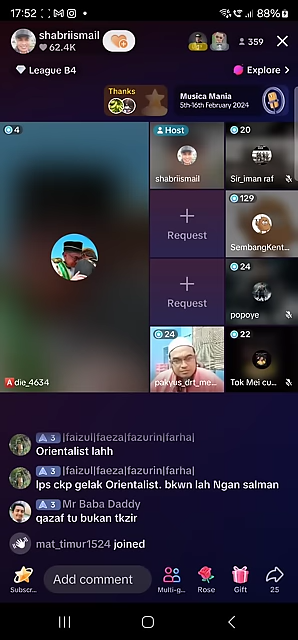 17:52
88%
shabriismail
62.4K
359
League B4
Explore >
Thanks
Musica Mania
5th-16th February 2024
4
Host
shabriismail
20
Sir_iman raf
Request
129
SembangKent...
Request
24
popoye
Adie_4634
24
pakyus_drt_me...
22
Tok Mei cu...
A 3 |faizul|faeza|fazurin|farha|
Orientalist lahh
A 3 |faizul|faeza|fazurin|farha|
Ips ckp gelak Orientalist. bkwn lah Ngan salman
A 3 Mr Baba Daddy
qazaf tu bukan tkzir
mat_timur1524 joined
Add comment
Subscr...
Multi-g...
Rose
Gift
25